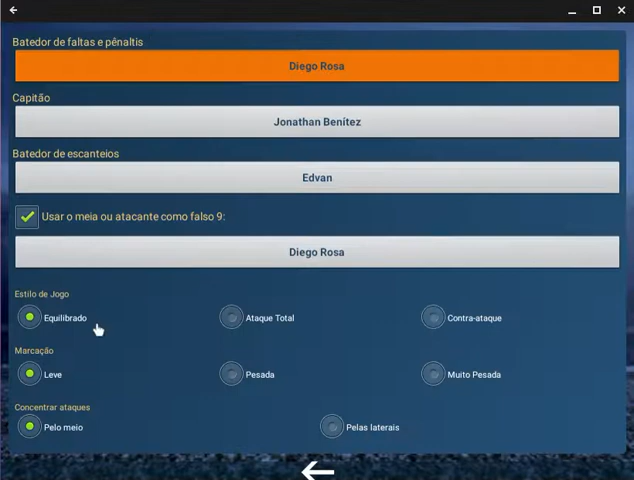 Batedor de faltas e pênaltis
Diego Rosa
Capitão
Jonathan Benítez
Batedor de escanteios
Edvan
Usar o meia ou atacante como falso 9:
Diego Rosa
Estilo de Jogo
Equilibrado Ataque Total Contra-ataque
Marcação
Leve Pesada Muito Pesada
Concentrar ataques
Pelo meio Pelas laterais